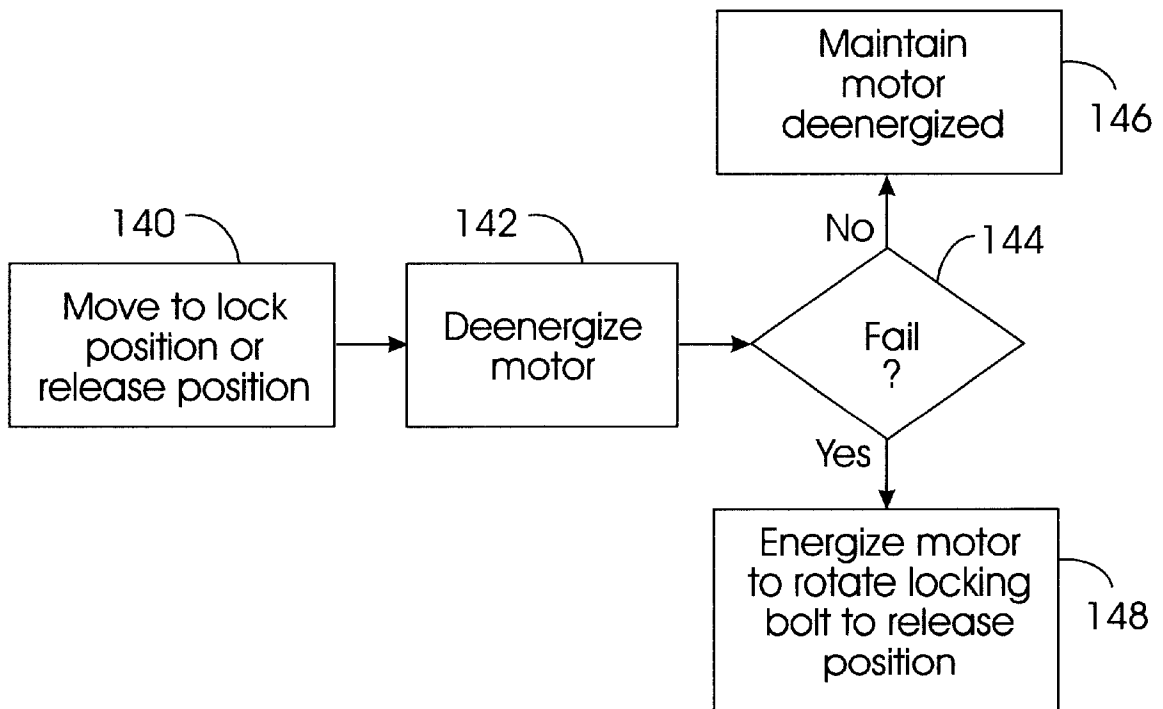 Maintain
motor
deenergized
146
140
142
No
144
Move to lock
position or
release position
Deenergize
motor
Fail
?
Yes
Energize motor
to rotate locking
bolt to release
position
148